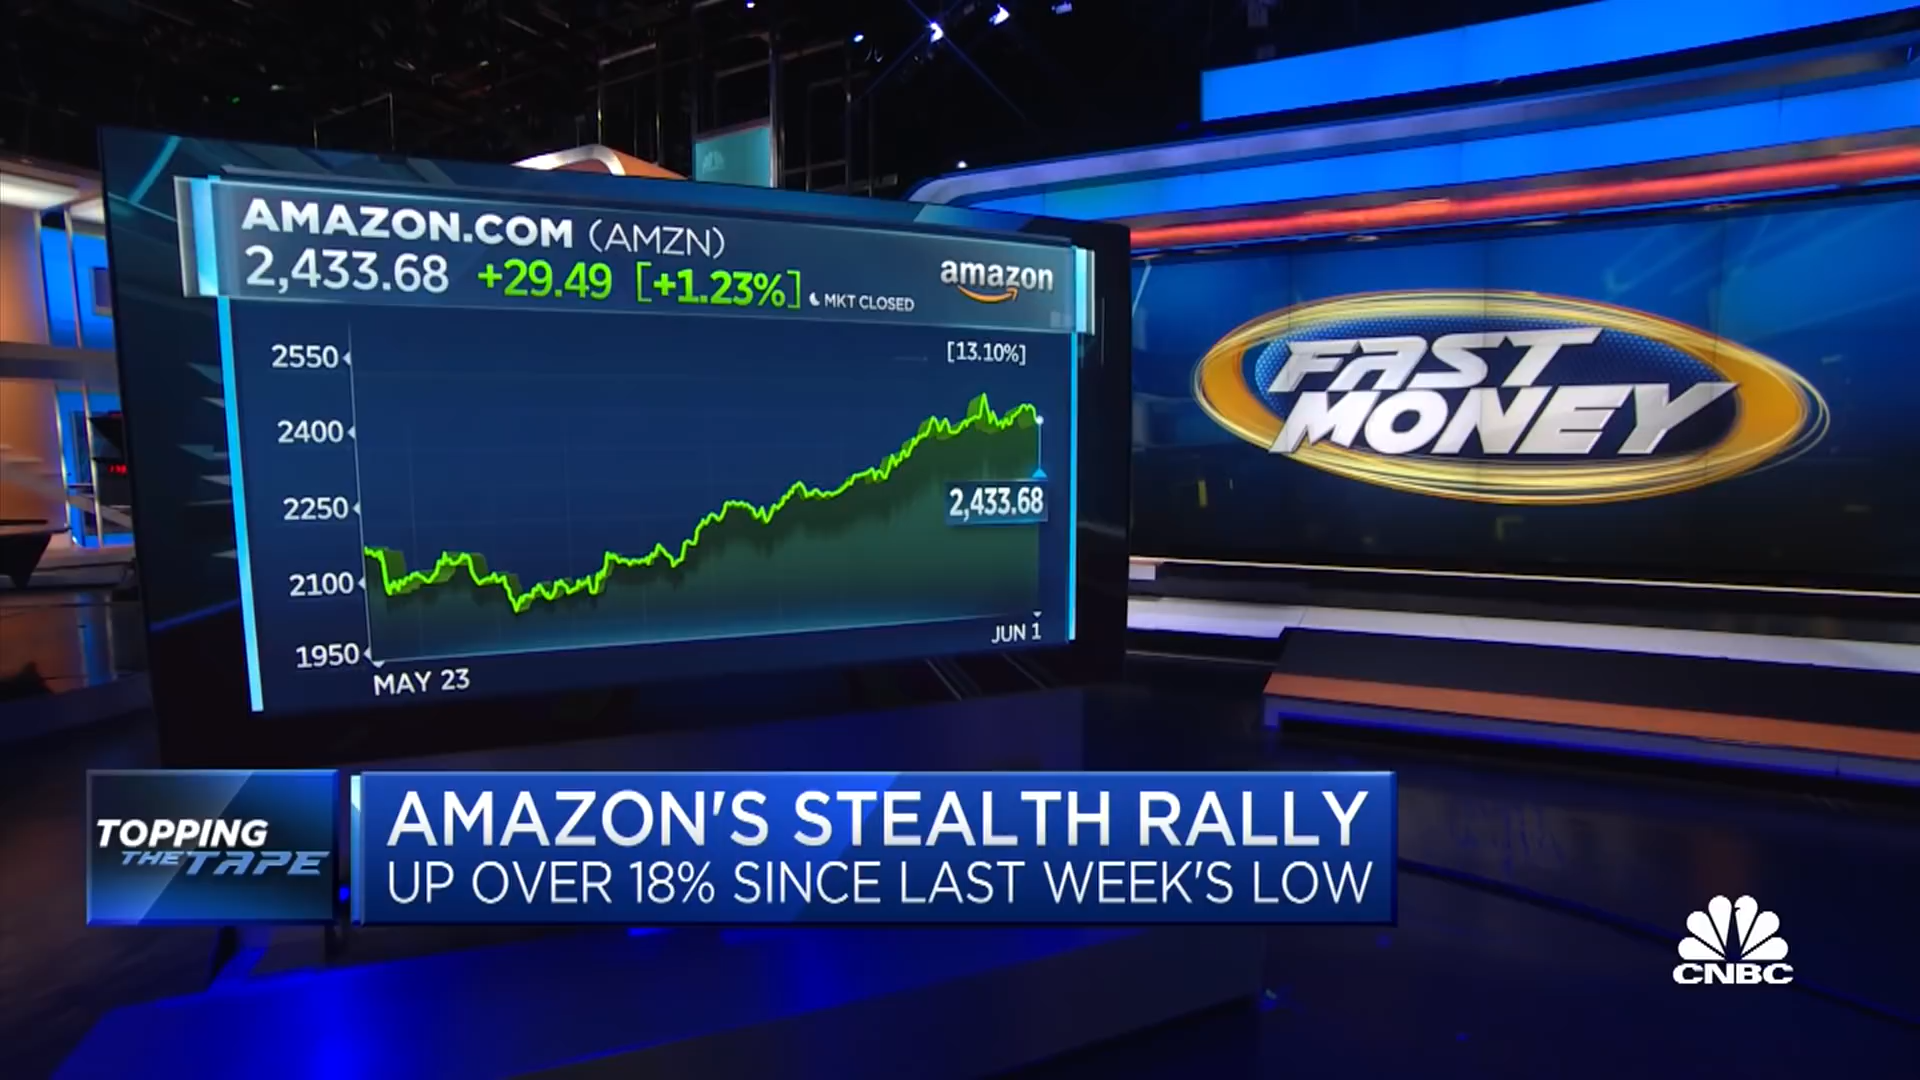 AMAZON.COM (AMZN)
2,433.68 +29.49 [+1.23%] MKT CLOSED
amazon
[13.10%]
2550
2400
2250
2100
1950
2,433.68
MAY 23
JUN 1
FAST
MONEY
TOPPING
THE TAPE
AMAZON'S STEALTH RALLY
UP OVER 18% SINCE LAST WEEK'S LOW
CNBC